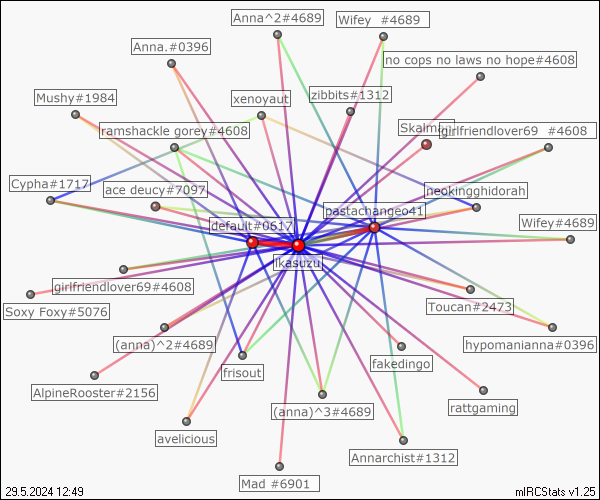 Anna^2#4689
Wifey #4689
Anna.#0396
no cops no laws no hope#4608
Mushy#1984
xenoyaut
zibbits#1312
ramshackle gorey#4608
girlfriendlover69 #4608
Cypha#1717
ace deucy#7097
neokingghidorah
pastachangeo41
default#0617
Wifey#4689
ikasuzu
girlfriendlover69#4608
Soxy Foxy#5076
Toucan#2473
(anna)^2#4689
hypomanianna#0396
frisout
fakedingo
AlpineRooster#2156
(anna)^3#4689
rattgaming
avelicious
Annarchist#1312
Mad #6901
29.5.2024 12:49
mIRCStats v1.25